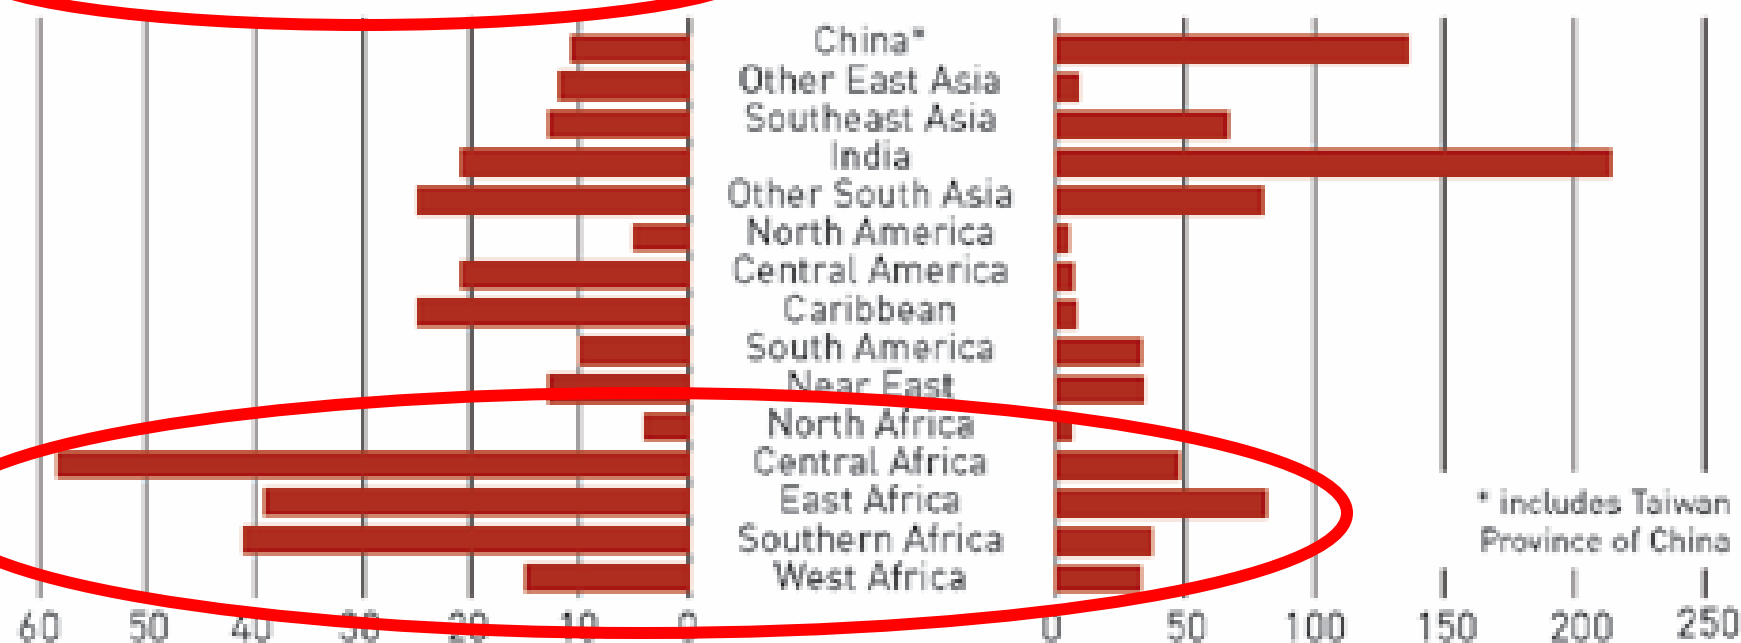 China*
Other East Asia
Southeast Asia
India
Other South Asia
North America
Central America
Caribbean
South America
Near East
North Africa
Central Africa
East Africa
Southern Africa
West Africa
* includes Taiwan
Province of China
60 50 40 30 20 10 0 0 50 100 150 200 250